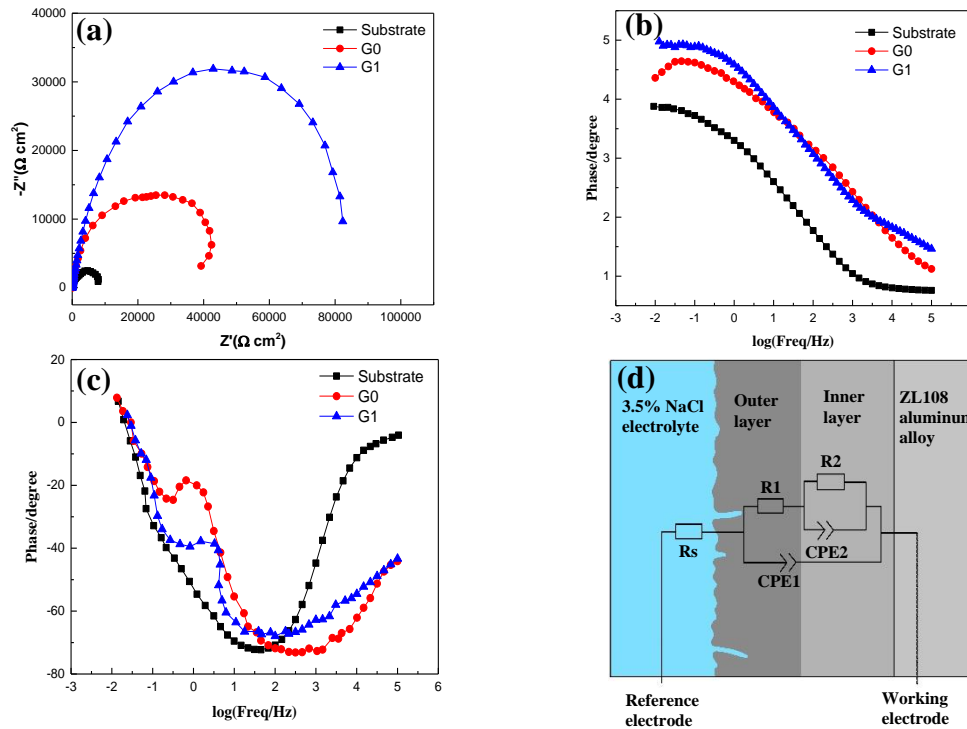 (a)
Substrate
G0
G1
40000
30000
20000
10000
0
-Z''(Ω cm²)
0 20000 40000 60000 80000 100000
Z'(Ω cm²)
(b)
Substrate
G0
G1
5
4
3
2
1
Phase/degree
-3 -2 -1 0 1 2 3 4 5 6
log(Freq/Hz)
(c)
Substrate
G0
G1
20
0
-20
-40
-60
-80
Phase/degree
-3 -2 -1 0 1 2 3 4 5 6
log(Freq/Hz)
(d)
3.5% NaCl
electrolyte
Outer
layer
Inner
layer
ZL108
aluminum
alloy
R2
R1
CPE2
Rs
CPE1
Reference
electrode
Working
electrode